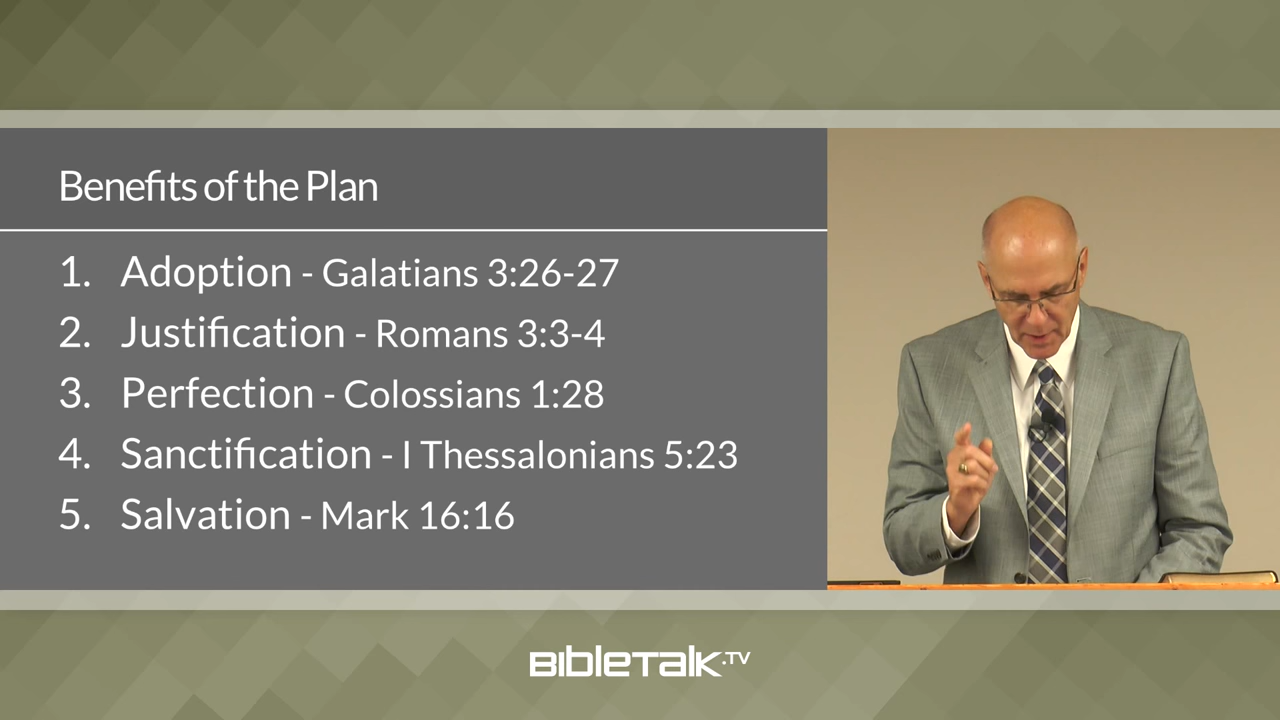 Benefits of the Plan
1. Adoption - Galatians 3:26-27
2. Justification - Romans 3:3-4
3. Perfection - Colossians 1:28
4. Sanctification - I Thessalonians 5:23
5. Salvation - Mark 16:16
BibleTalk.TV